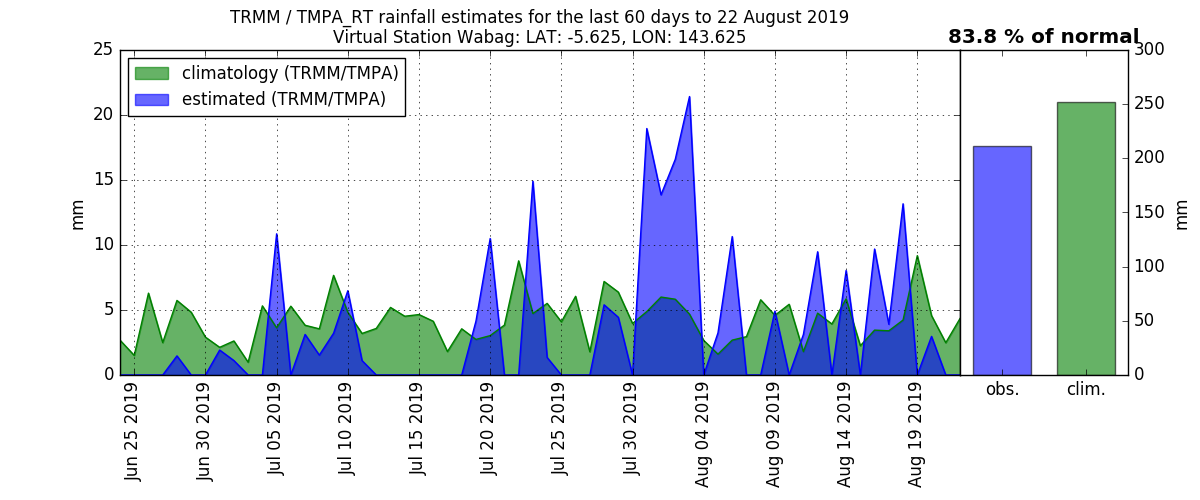 TRMM / TMPA_RT rainfall estimates for the last 60 days to 22 August 2019
Virtual Station Wabag: LAT: -5.625, LON: 143.625
83.8 % of normal
climatology (TRMM/TMPA)
estimated (TRMM/TMPA)
mm
25
20
15
10
5
0
Jun 25 2019
Jun 30 2019
Jul 05 2019
Jul 10 2019
Jul 15 2019
Jul 20 2019
Jul 25 2019
Jul 30 2019
Aug 04 2019
Aug 09 2019
Aug 14 2019
Aug 19 2019
obs.
clim.
300
250
200
150
100
50
0
mm